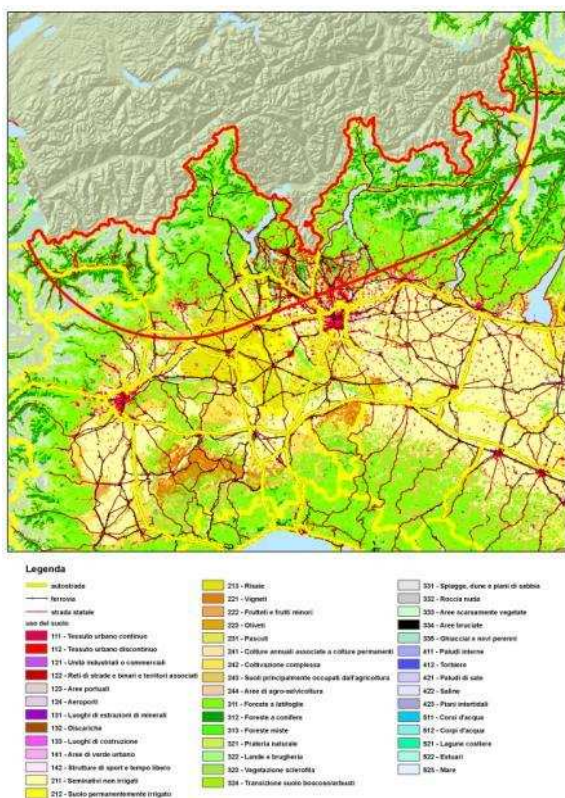 Legenda
autostrada
ferrovia
strada statale
uso del suolo
111 - Tessuto urbano continuo
112 - Tessuto urbano discontinuo
121 - Unità industriali o commerciali
122 - Reti di strade e binari e territori associati
123 - Aree portuali
124 - Aeroporti
131 - Luoghi di estrazioni di minerali
132 - Discariche
133 - Luoghi di costruzione
141 - Aree di verde urbano
142 - Strutture di sport e tempo libero
211 - Seminativi non irrigati
212 - Suolo permanentemente irrigato
213 - Risaie
221 - Vigneti
222 - Frutteti e frutti minori
223 - Oliveti
231 - Pascoli
241 - Colture annuali associate a colture permanenti
242 - Coltivazione complessa
243 - Suoli principalmente occupati dall'agricoltura
244 - Aree di agro-selvicoltura
311 - Foreste a latifoglie
312 - Foreste a conifere
313 - Foreste miste
321 - Prateria naturale
322 - Lande e brugheria
323 - Vegetazione sclerofila
324 - Transizione suolo boscoso/arbusti
331 - Spiagge, dune e piani di sabbia
332 - Roccia nuda
333 - Aree scarsamente vegetate
334 - Aree bruciate
335 - Ghiacciai e nevi perenni
411 - Paludi interne
412 - Torbiere
421 - Paludi di sale
422 - Saline
423 - Piani intertidali
511 - Corsi d'acqua
512 - Corpi d'acqua
521 - Lagune costiere
522 - Estuari
523 - Mare